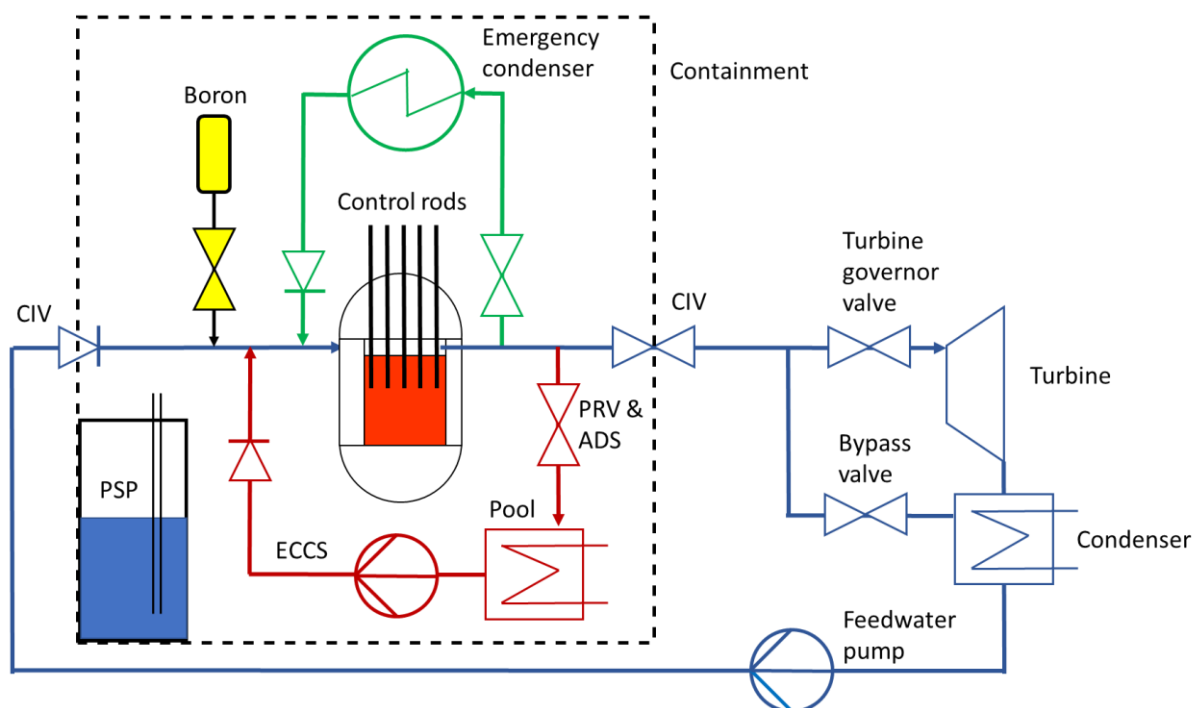 Emergency
condenser
Containment
Boron
Control rods
CIV
CIV
Turbine
governor
valve
Turbine
PRV &
ADS
Bypass
valve
PSP
Pool
ECCS
Condenser
Feedwater
pump